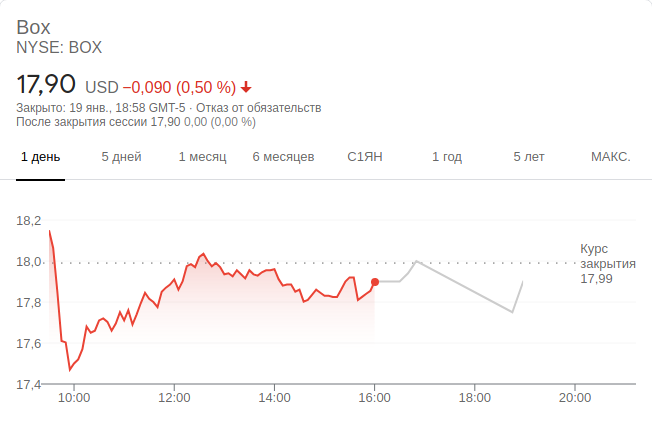 Box
NYSE: BOX
17,90 USD −0,090 (0,50 %)
Закрыто: 19 янв., 18:58 GMT-5 · Отказ от обязательств
После закрытия сессии 17,90 0,00 (0,00 %)
1 день 5 дней 1 месяц 6 месяцев С1ЯН 1 год 5 лет МАКС.
18,2
18,0
17,8
17,6
17,4
Курс
закрытия
17,99
10:00 12:00 14:00 16:00 18:00 20:00